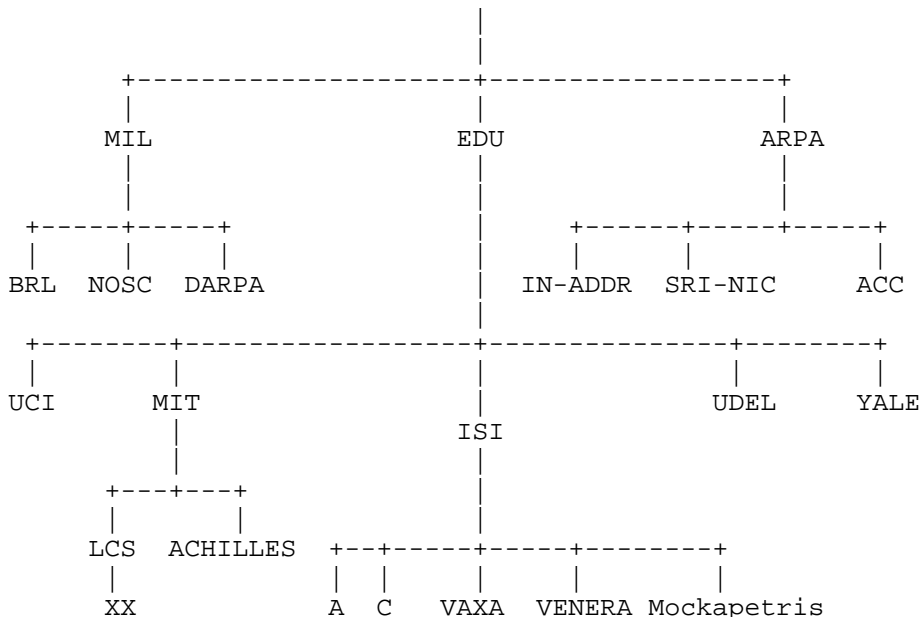 MIL EDU ARPA
BRL NOSC DARPA IN-ADDR SRI-NIC ACC
UCI MIT UDEL YALE
ISI
LCS ACHILLES
XX A C VAXA VENERA Mockapetris